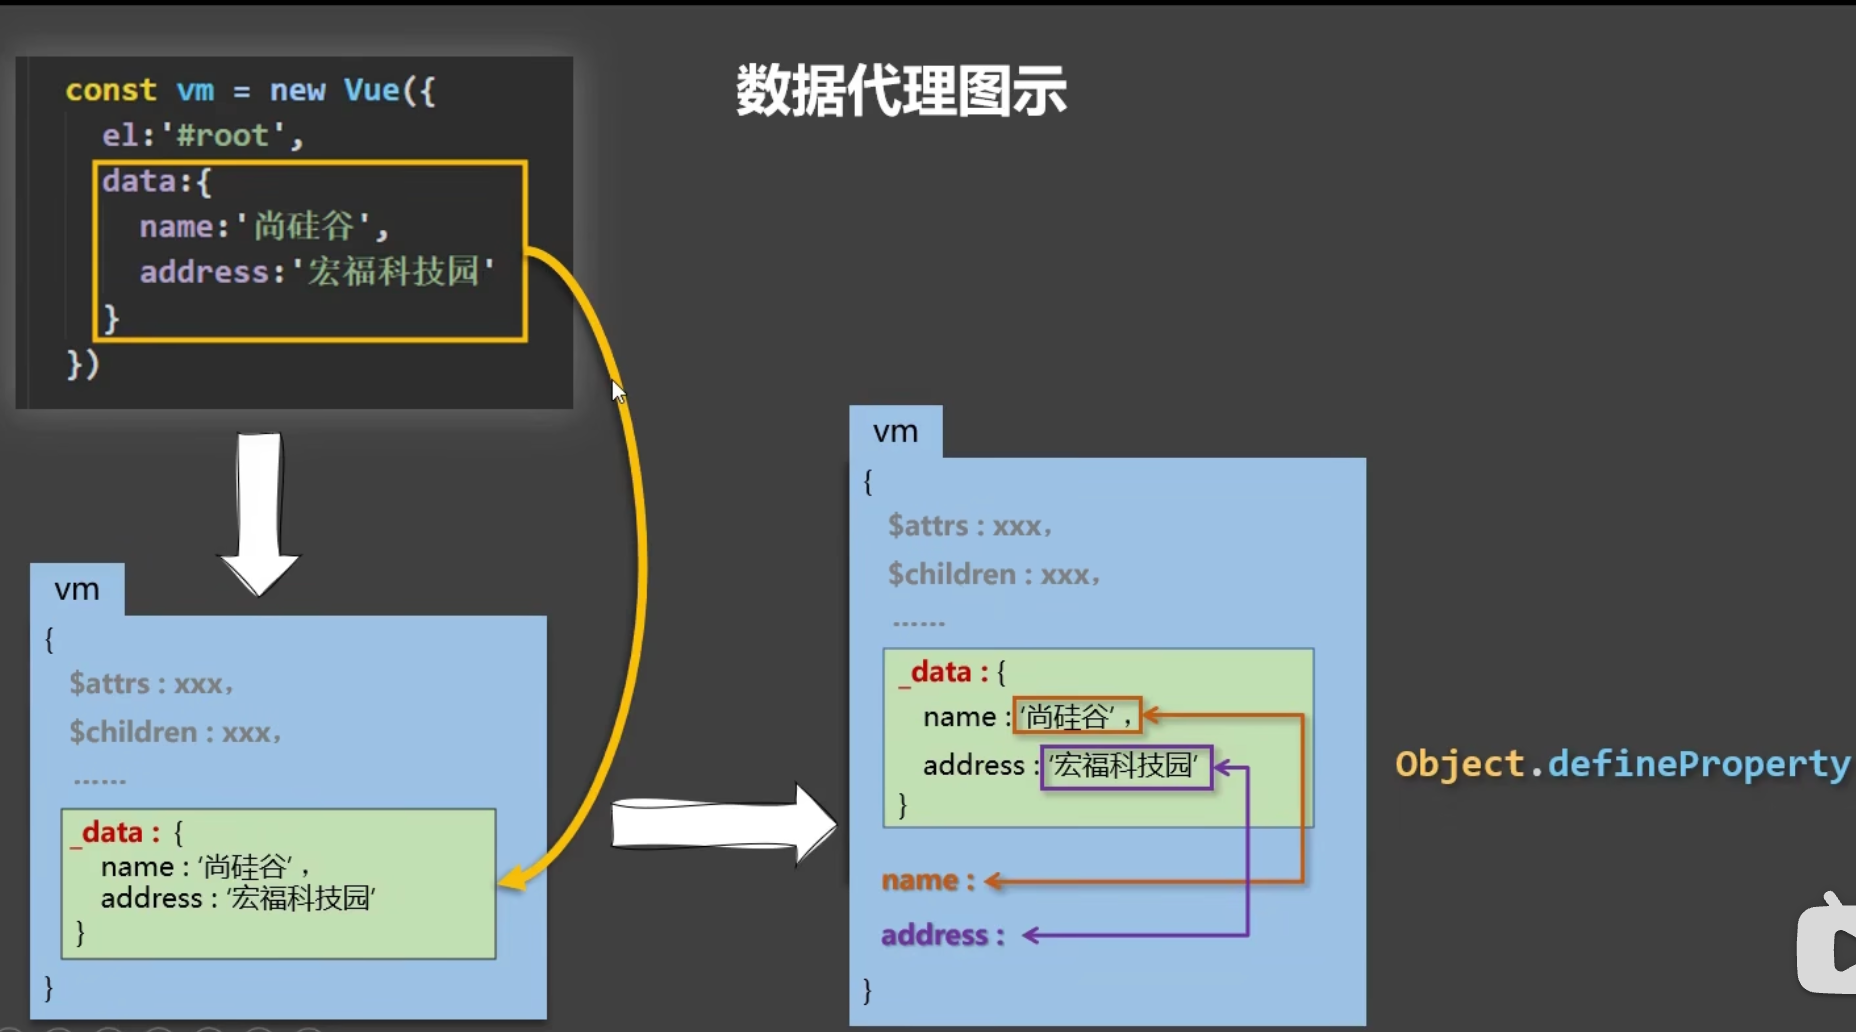 数据代理图示
const vm = new Vue({
el:'#root',
data:{
name:'尚硅谷',
address:'宏福科技园'
}
})
vm
{
$attrs : xxx，
$children : xxx，
......
_data : {
name : ‘尚硅谷’，
address : ‘宏福科技园’
}
}
vm
{
$attrs : xxx，
$children : xxx，
......
_data : {
name : ‘尚硅谷’，
address : ‘宏福科技园’
}
name :
address :
}
Object.defineProperty